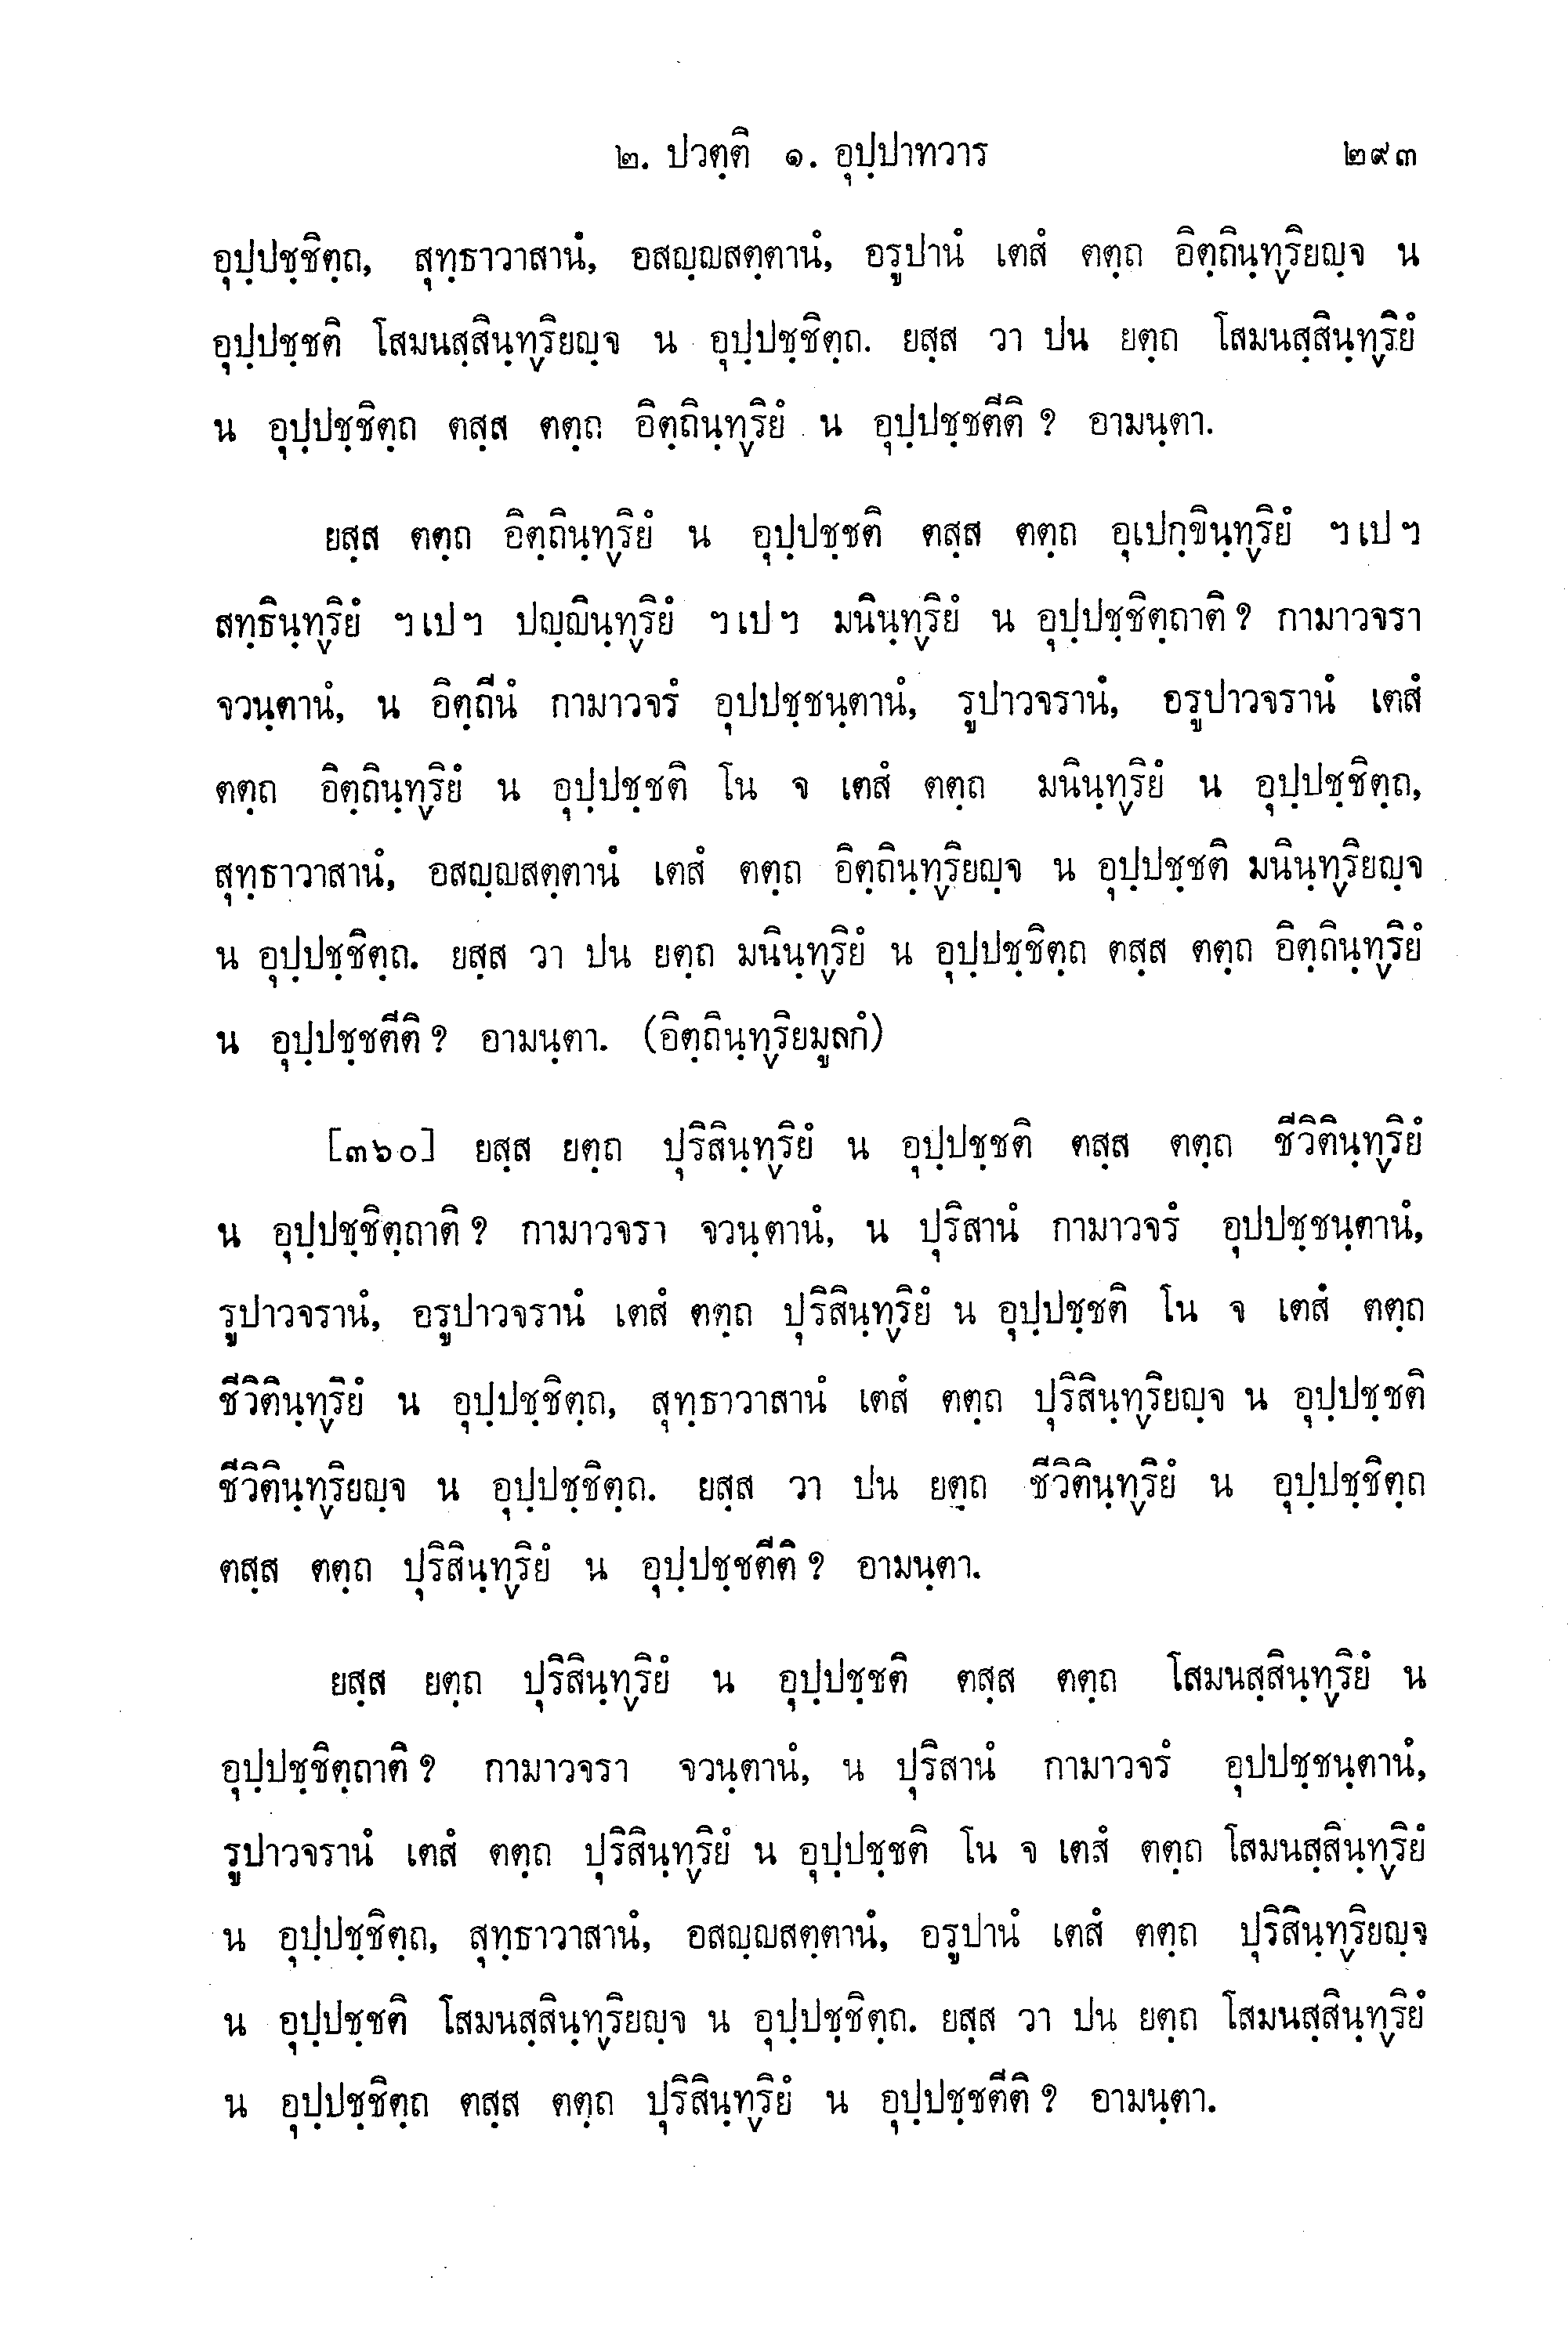 ๒. ปวตฺติ ๑. อุปฺปาทวาร ๒๙๓
อุปฺปชฺชิตฺถ, สุทฺธาวาสานํ, อสญฺญสตฺตานํ, อรูปานํ เตสํ ตตฺถ อิตฺถินฺทฺริยญฺจ น
อุปฺปชฺชติ โสมนสฺสินฺทฺริยญฺจ น อุปฺปชฺชิตฺถ. ยสฺส วา ปน ยตฺถ โสมนสฺสินฺทฺริยํ
น อุปฺปชฺชิตฺถ ตสฺส ตตฺถ อิตฺถินฺทฺริยํ น อุปฺปชฺชตีติ ? อามนฺตา.
ยสฺส ตตฺถ อิตฺถินฺทฺริยํ น อุปฺปชฺชติ ตสฺส ตตฺถ อุเปกฺขินฺทฺริยํ ฯเปฯ
สทฺธินฺทฺริยํ ฯเปฯ ปญฺญินฺทฺริยํ ฯเปฯ มนินฺทฺริยํ น อุปฺปชฺชิตฺถาติ ? กามาวจรา
จวนฺตานํ, น อิตฺถีนํ กามาวจรํ อุปปชฺชนฺตานํ, รูปาวจรานํ, อรูปาวจรานํ เตสํ
ตตฺถ อิตฺถินฺทฺริยํ น อุปฺปชฺชติ โน จ เตสํ ตตฺถ มนินฺทฺริยํ น อุปฺปชฺชิตฺถ,
สุทฺธาวาสานํ, อสญฺญสตฺตานํ เตสํ ตตฺถ อิตฺถินฺทฺริยญฺจ น อุปฺปชฺชติ มนินฺทฺริยญฺจ
น อุปฺปชฺชิตฺถ. ยสฺส วา ปน ยตฺถ มนินฺทฺริยํ น อุปฺปชฺชิตฺถ ตสฺส ตตฺถ อิตฺถินฺทฺริยํ
น อุปฺปชฺชตีติ ? อามนฺตา. (อิตฺถินฺทฺริยมูลกํ)
[๓๖๐] ยสฺส ยตฺถ ปุริสินฺทฺริยํ น อุปฺปชฺชติ ตสฺส ตตฺถ ชีวิตินฺทฺริยํ
น อุปฺปชฺชิตฺถาติ ? กามาวจรา จวนฺตานํ, น ปุริสานํ กามาวจรํ อุปปชฺชนฺตานํ,
รูปาวจรานํ, อรูปาวจรานํ เตสํ ตตฺถ ปุริสินฺทฺริยํ น อุปฺปชฺชติ โน จ เตสํ ตตฺถ
ชีวิตินฺทฺริยํ น อุปฺปชฺชิตฺถ, สุทฺธาวาสานํ เตสํ ตตฺถ ปุริสินฺทฺริยญฺจ น อุปฺปชฺชติ
ชีวิตินฺทฺริยญฺจ น อุปฺปชฺชิตฺถ. ยสฺส วา ปน ยตฺถ ชีวิตินฺทฺริยํ น อุปฺปชฺชิตฺถ
ตสฺส ตตฺถ ปุริสินฺทฺริยํ น อุปฺปชฺชตีติ ? อามนฺตา.
ยสฺส ยตฺถ ปุริสินฺทฺริยํ น อุปฺปชฺชติ ตสฺส ตตฺถ โสมนสฺสินฺทฺริยํ น
อุปฺปชฺชิตฺถาติ ? กามาวจรา จวนฺตานํ, น ปุริสานํ กามาวจรํ อุปปชฺชนฺตานํ,
รูปาวจรานํ เตสํ ตตฺถ ปุริสินฺทฺริยํ น อุปฺปชฺชติ โน จ เตสํ ตตฺถ โสมนสฺสินฺทฺริยํ
น อุปฺปชฺชิตฺถ, สุทฺธาวาสานํ, อสญฺญสตฺตานํ, อรูปานํ เตสํ ตตฺถ ปุริสินฺทฺริยญฺจ
น อุปฺปชฺชติ โสมนสฺสินฺทฺริยญฺจ น อุปฺปชฺชิตฺถ. ยสฺส วา ปน ยตฺถ โสมนสฺสินฺทฺริยํ
น อุปฺปชฺชิตฺถ ตสฺส ตตฺถ ปุริสินฺทฺริยํ น อุปฺปชฺชตีติ ? อามนฺตา.